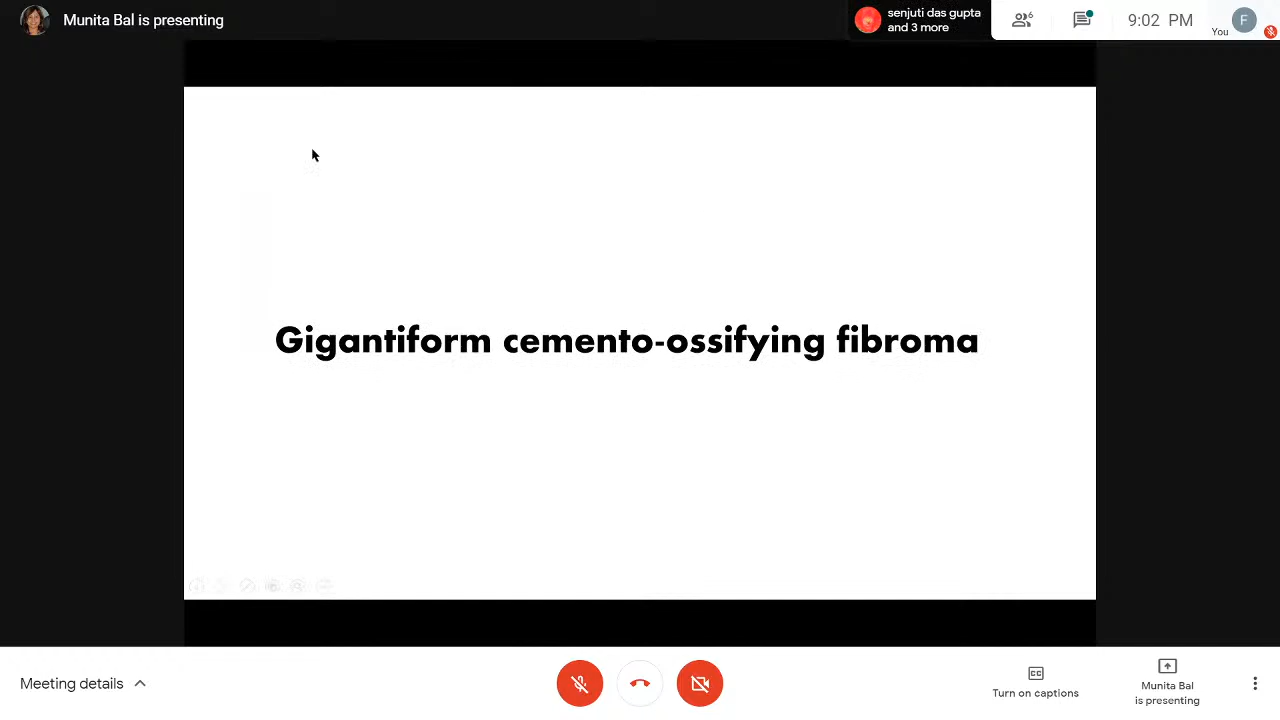 Munita Bal is presenting
senjuti das gupta
and 3 more
6
9:02 PM
You
F
Gigantiform cemento-ossifying fibroma
Meeting details
CC
Turn on captions
Munita Bal
is presenting